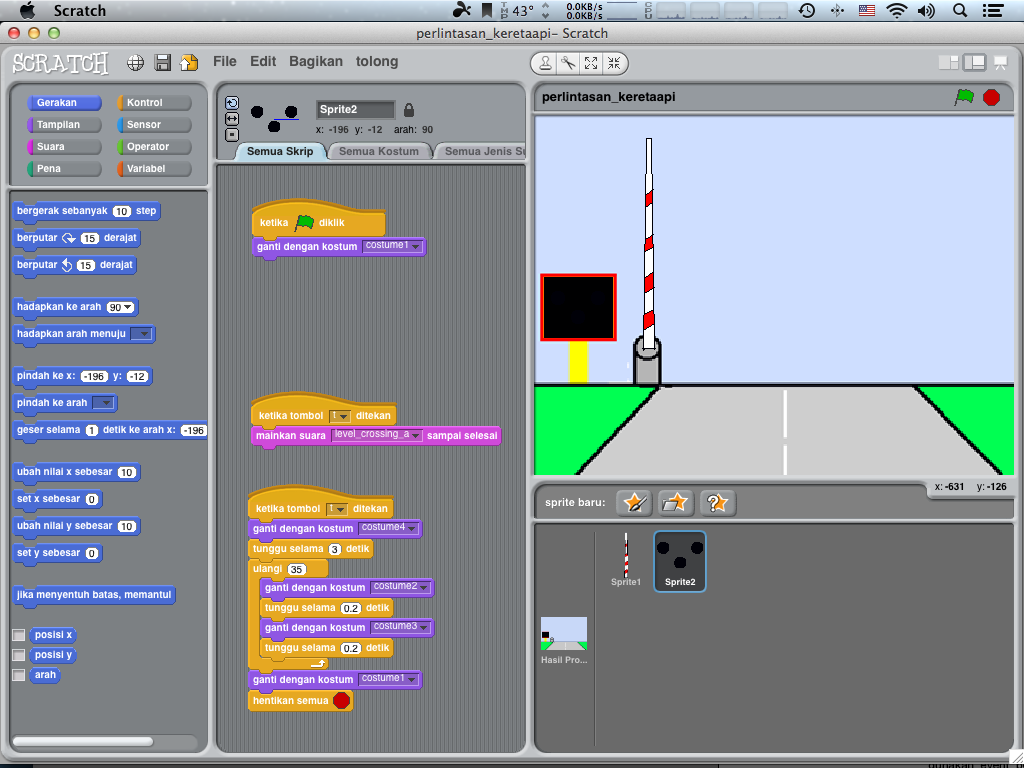 Scratch
43°
0.0KB/s
0.0KB/s
perlintasan_keretaapi– Scratch
SCRATCH
File Edit Bagikan tolong
Gerakan Kontrol
Tampilan Sensor
Suara Operator
Pena Variabel
Sprite2
x: -196 y: -12 arah: 90
Semua Skrip Semua Kostum Semua Jenis Su
perlintasan_keretaapi
bergerak sebanyak 10 step
berputar 15 derajat
berputar 15 derajat
hadapkan ke arah 90
hadapkan arah menuju
pindah ke x: -196 y: -12
pindah ke arah
geser selama 1 detik ke arah x: -196
ubah nilai x sebesar 10
set x sebesar 0
ubah nilai y sebesar 10
set y sebesar 0
jika menyentuh batas, memantul
posisi x
posisi y
arah
ketika diklik
ganti dengan kostum costume1
ketika tombol t ditekan
mainkan suara level_crossing_a sampai selesai
ketika tombol t ditekan
ganti dengan kostum costume4
tunggu selama 3 detik
ulangi 35
ganti dengan kostum costume2
tunggu selama 0.2 detik
ganti dengan kostum costume3
tunggu selama 0.2 detik
ganti dengan kostum costume1
hentikan semua
x: -631 y: -126
sprite baru:
Sprite1
Sprite2
Hasil Pro...